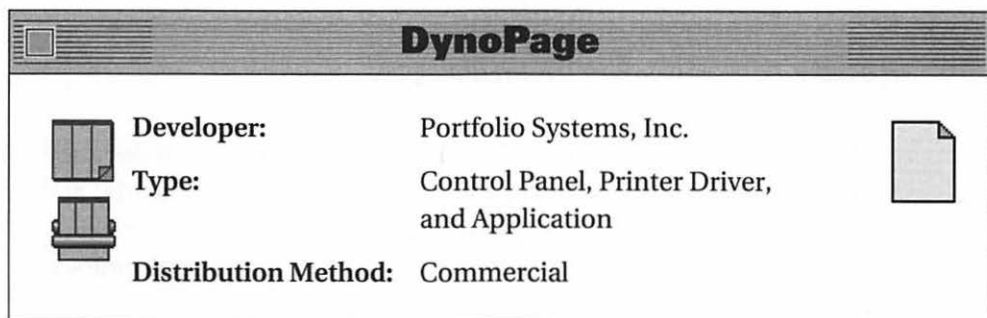 DynoPage
Developer: Portfolio Systems, Inc.
Type: Control Panel, Printer Driver,
and Application
Distribution Method: Commercial